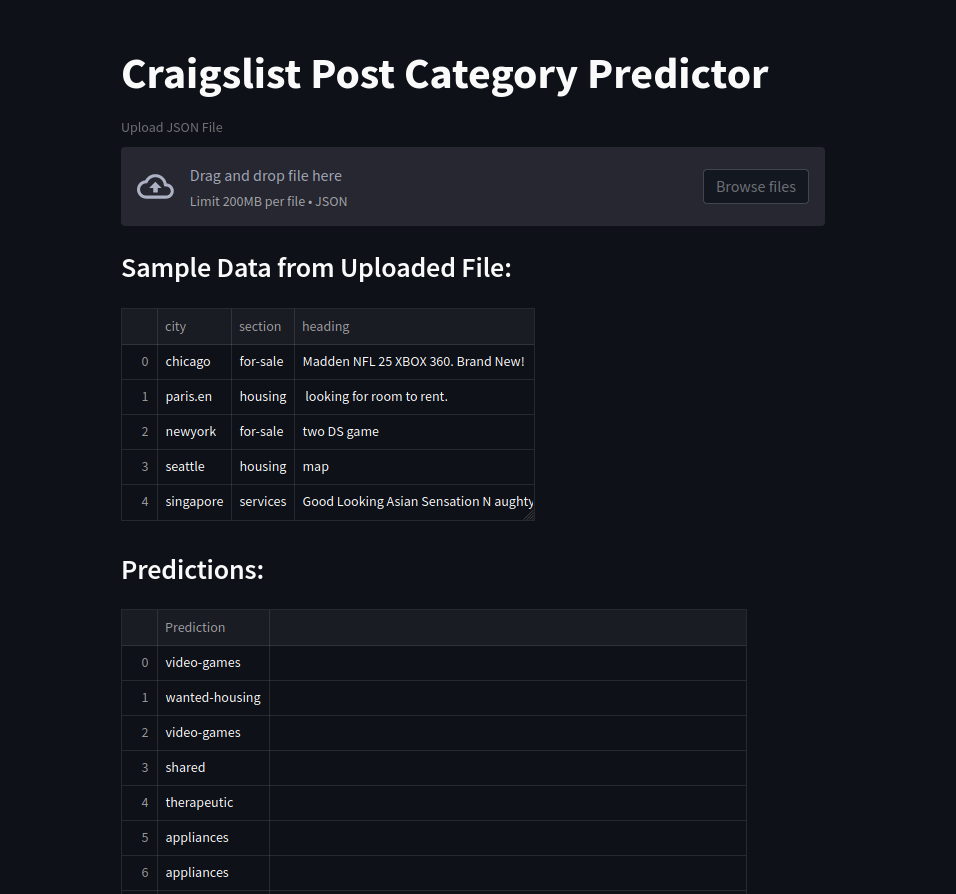 Craigslist Post Category Predictor
Upload JSON File
Drag and drop file here
Limit 200MB per file • JSON
Browse files
Sample Data from Uploaded File:
city section heading
0 chicago for-sale Madden NFL 25 XBOX 360. Brand New!
1 paris.en housing looking for room to rent.
2 newyork for-sale two DS game
3 seattle housing map
4 singapore services Good Looking Asian Sensation N aughty
Predictions:
Prediction
0 video-games
1 wanted-housing
2 video-games
3 shared
4 therapeutic
5 appliances
6 appliances